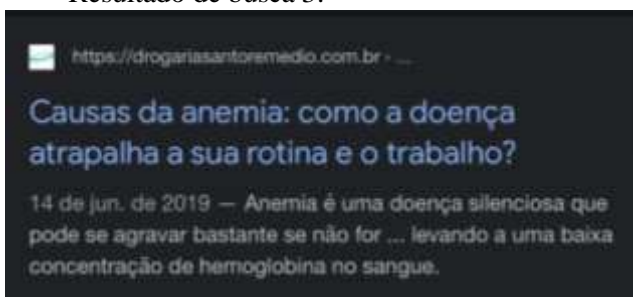 Resultado de busca 3:
https://drogariasantoremedio.com.br › ...
Causas da anemia: como a doença
atrapalha a sua rotina e o trabalho?
14 de jun. de 2019 — Anemia é uma doença silenciosa que
pode se agravar bastante se não for ... levando a uma baixa
concentração de hemoglobina no sangue.